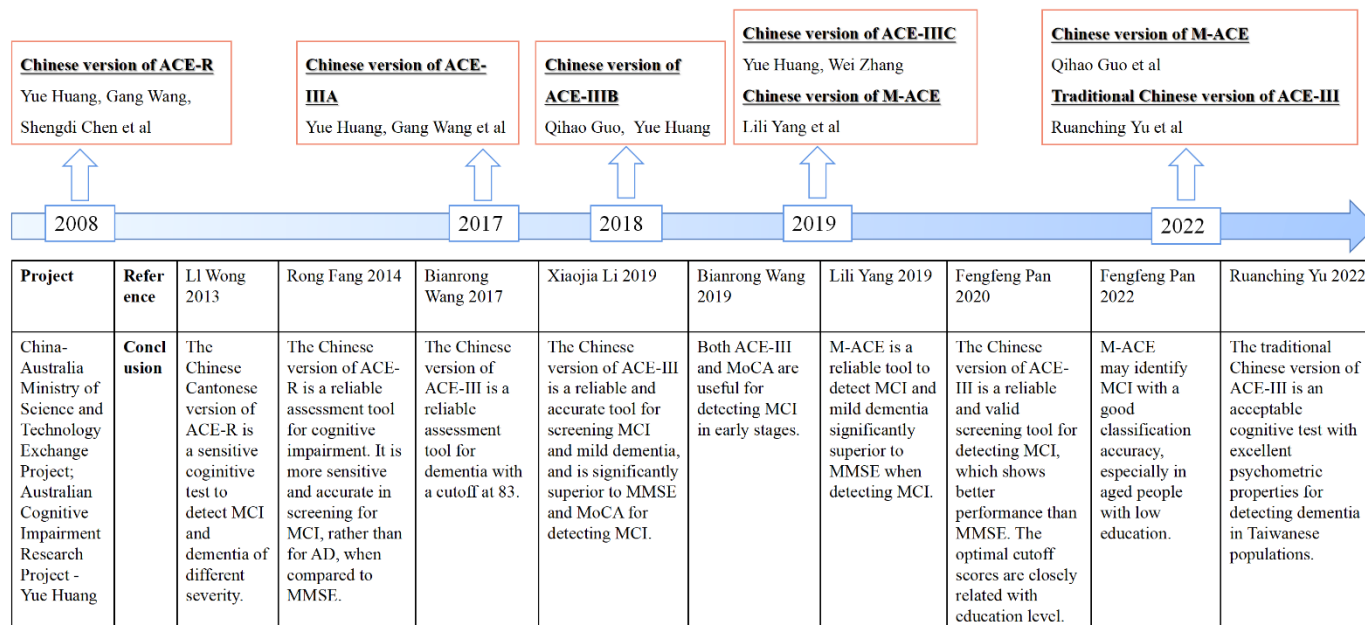 Chinese version of ACE-R
Yue Huang, Gang Wang,
Shengdi Chen et al
Chinese version of ACE-
IIIA
Yue Huang, Gang Wang et al
Chinese version of
ACE-IIIB
Qihao Guo, Yue Huang
Chinese version of ACE-IIIC
Yue Huang, Wei Zhang
Chinese version of M-ACE
Lili Yang et al
Chinese version of M-ACE
Qihao Guo et al
Traditional Chinese version of ACE-III
Ruanching Yu et al
2008
2017
2018
2019
2022
Project
Refer
ence
Ll Wong
2013
Rong Fang 2014
Bianrong
Wang 2017
Xiaojia Li 2019
Bianrong Wang
2019
Lili Yang 2019
Fengfeng Pan
2020
Fengfeng Pan
2022
Ruanching Yu 2022
China-
Australia
Ministry of
Science and
Technology
Exchange
Project;
Australian
Cognitive
Impairment
Research
Project -
Yue Huang
Concl
usion
The
Chinese
Cantonese
version of
ACE-R is
a sensitive
coginitive
test to
detect MCI
and
dementia of
different
severity.
The Chinese
version of ACE-
R is a reliable
assessment tool
for cognitive
impairment. It is
more sensitive
and accurate in
screening for
MCI, rather than
for AD, when
compared to
MMSE.
The Chinese
version of
ACE-III is a
reliable
assessment
tool for
dementia with
a cutoff at 83.
The Chinese
version of ACE-III
is a reliable and
accurate tool for
screening MCI
and mild dementia,
and is significantly
superior to MMSE
and MoCA for
detecting MCI.
Both ACE-III
and MoCA are
useful for
detecting MCI
in early stages.
M-ACE is a
reliable tool to
detect MCI and
mild dementia
significantly
superior to
MMSE when
detecting MCI.
The Chinese
version of ACE-
III is a reliable
and valid
screening tool for
detecting MCI,
which shows
better
performance than
MMSE. The
optimal cutoff
scores are closely
related with
education level.
M-ACE
may identify
MCI with a
good
classification
accuracy,
especially in
aged people
with low
education.
The traditional
Chinese version of
ACE-III is an
acceptable
cognitive test with
excellent
psychometric
properties for
detecting dementia
in Taiwanese
populations.